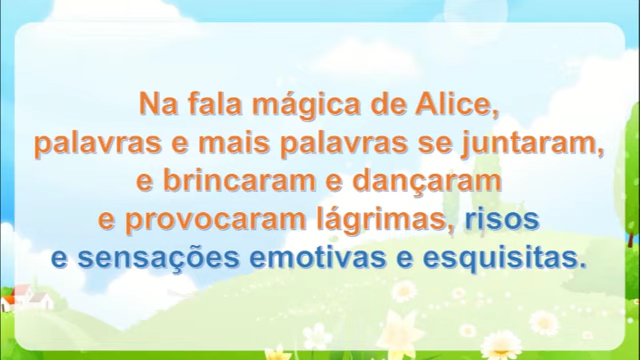 Na fala mágica de Alice,
palavras e mais palavras se juntaram,
e brincaram e dançaram
e provocaram lágrimas, risos
e sensações emotivas e esquisitas.